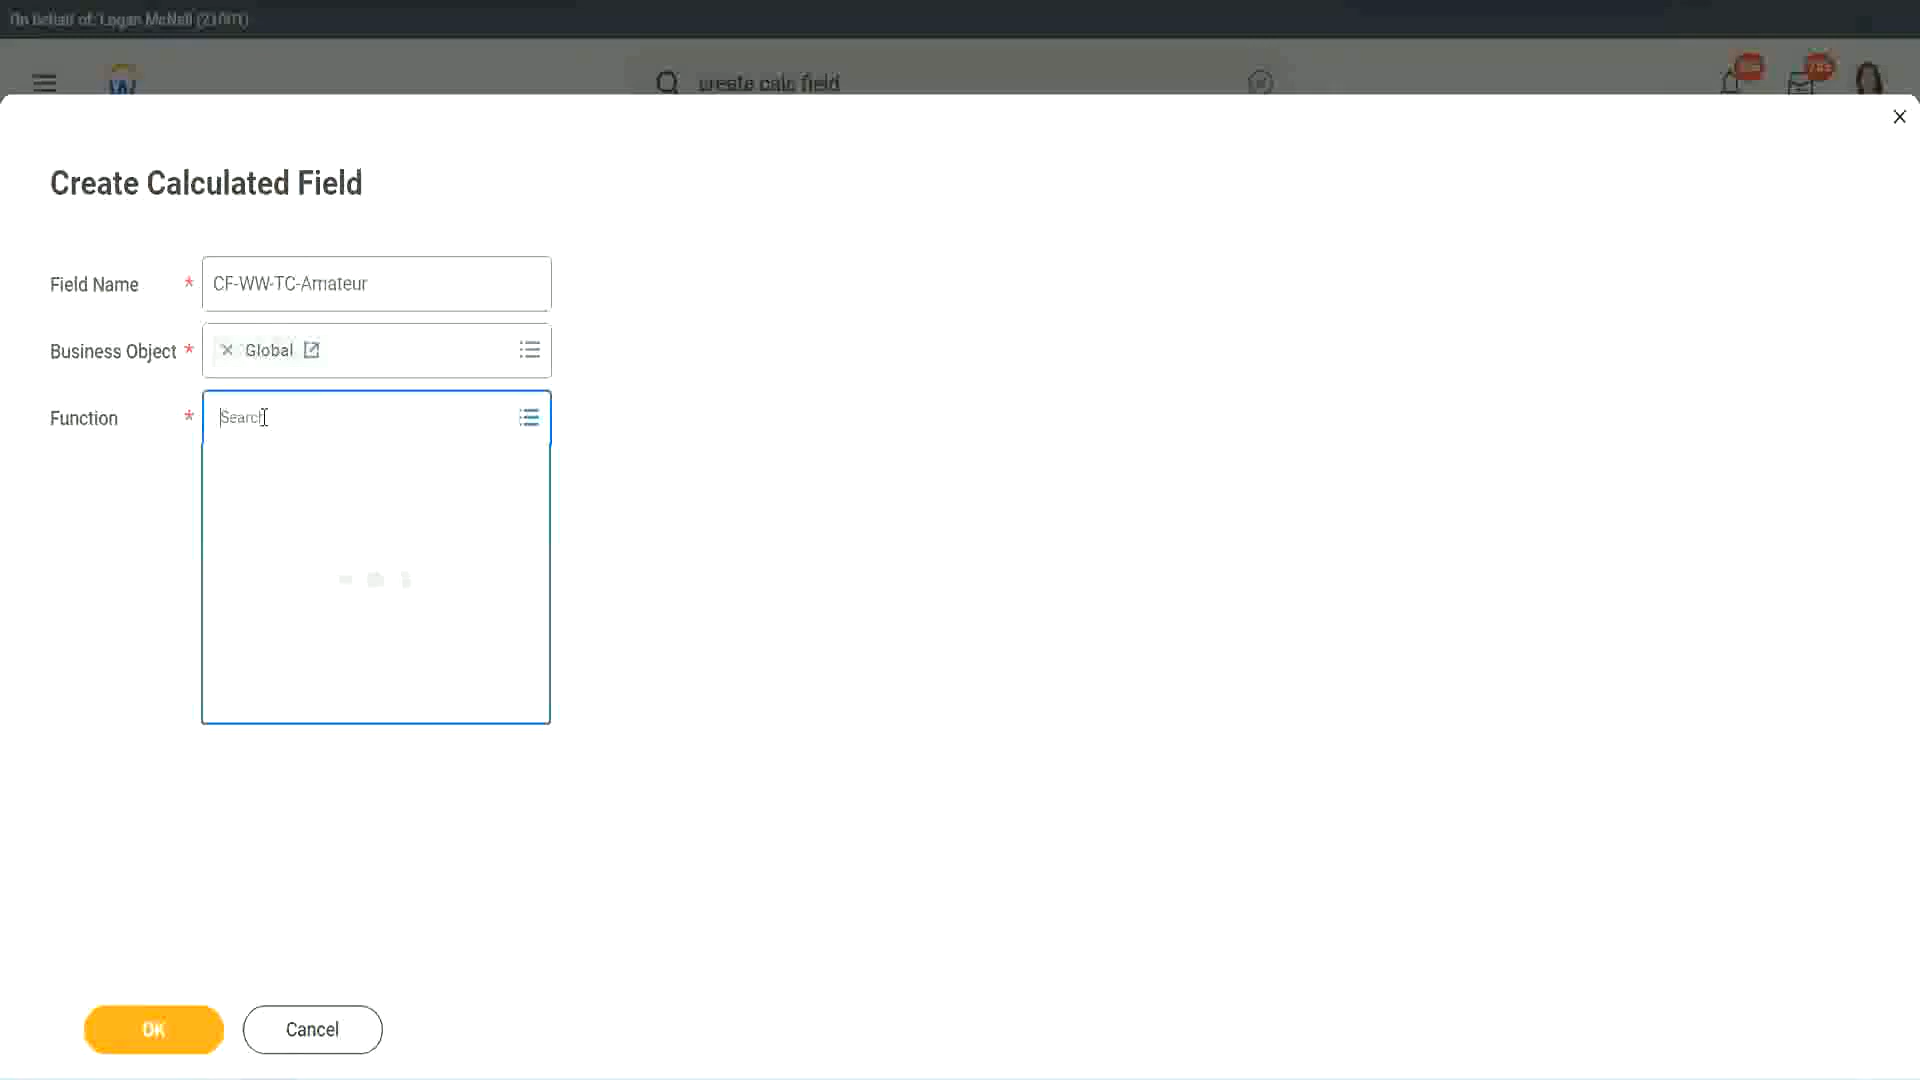 On behalf of: Logan McNeil (21001)
create calc field
Create Calculated Field
Field Name *
CF-WW-TC-Amateur
Business Object *
Global
Function *
Search
OK
Cancel